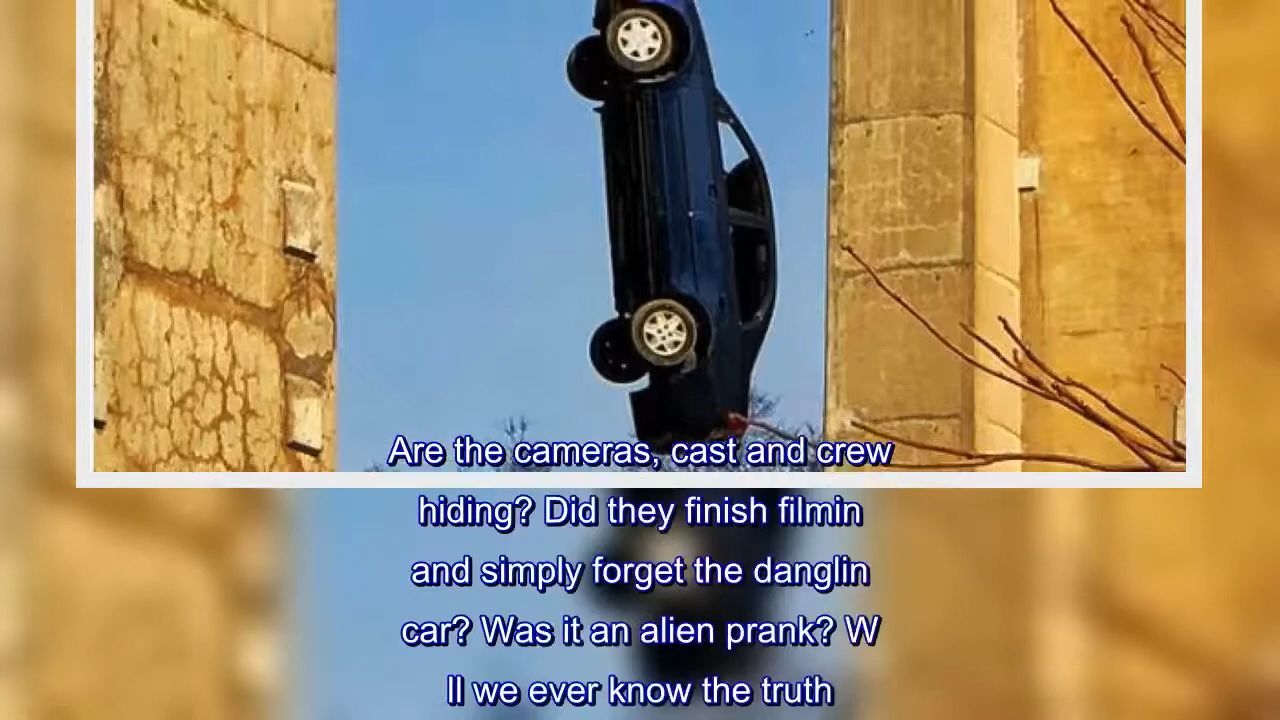 Are the cameras, cast and crew
hiding? Did they finish filmin
and simply forget the danglin
car? Was it an alien prank? W
ll we ever know the truth